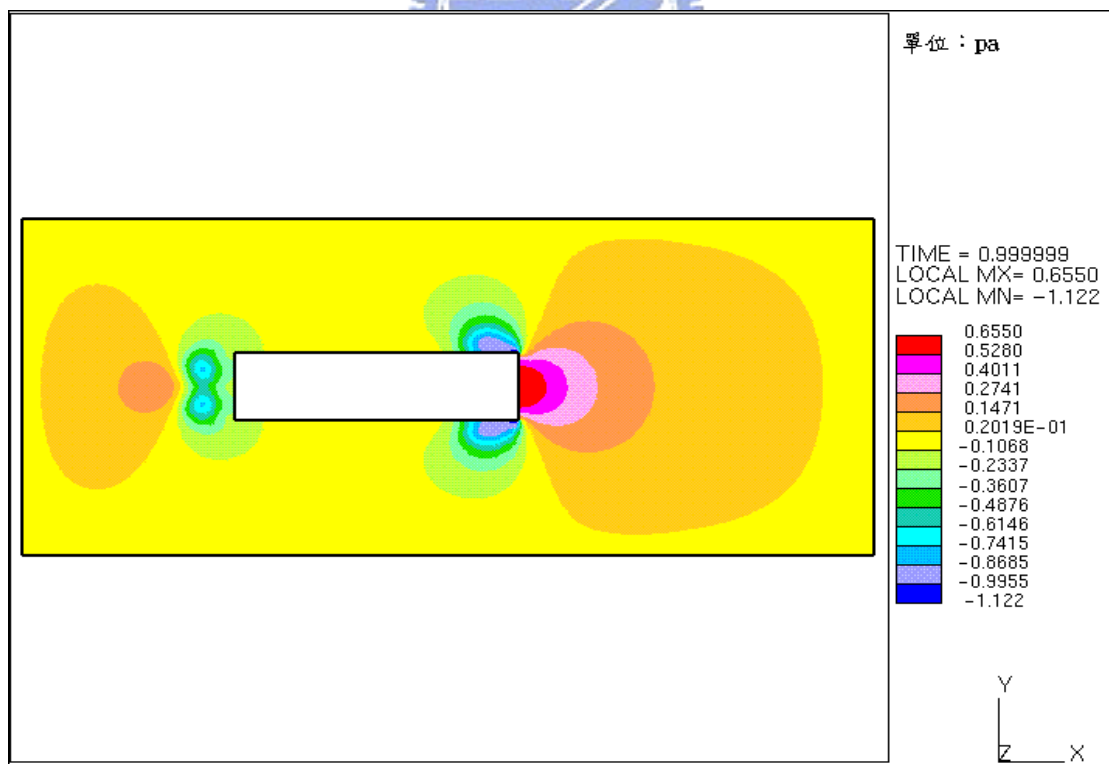 單位：pa
TIME = 0.999999
LOCAL MX= 0.6550
LOCAL MN= -1.122
0.6550
0.5280
0.4011
0.2741
0.1471
0.2019E-01
-0.1068
-0.2337
-0.3607
-0.4876
-0.6146
-0.7415
-0.8685
-0.9955
-1.122
Y
Z
X